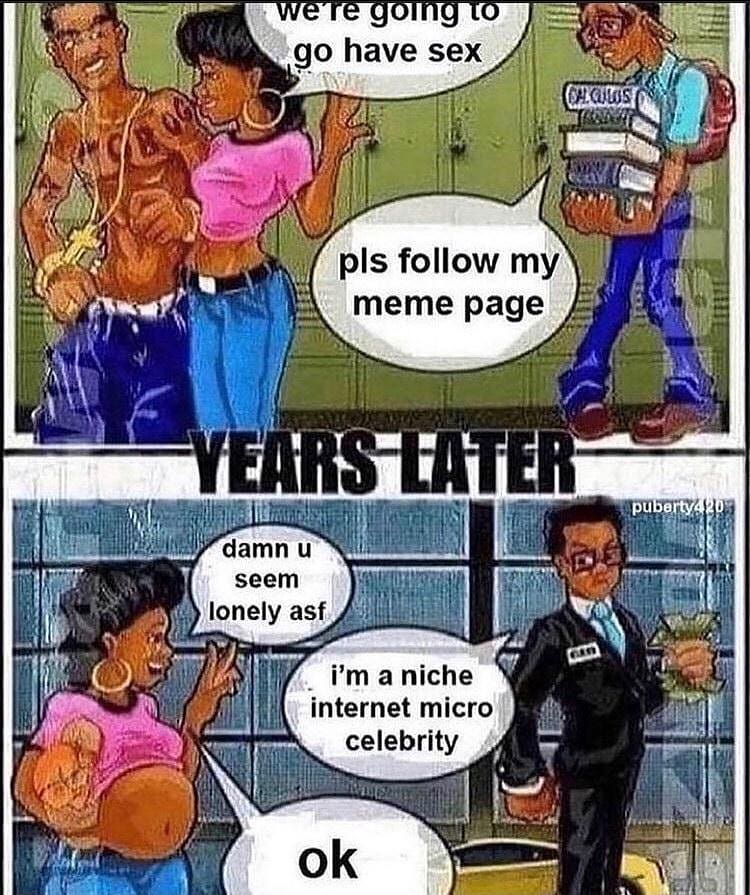 we're going to
go have sex
CALCULUS
pls follow my
meme page
YEARS LATER
puberty420
damn u
seem
lonely asf
i'm a niche
internet micro
celebrity
ok